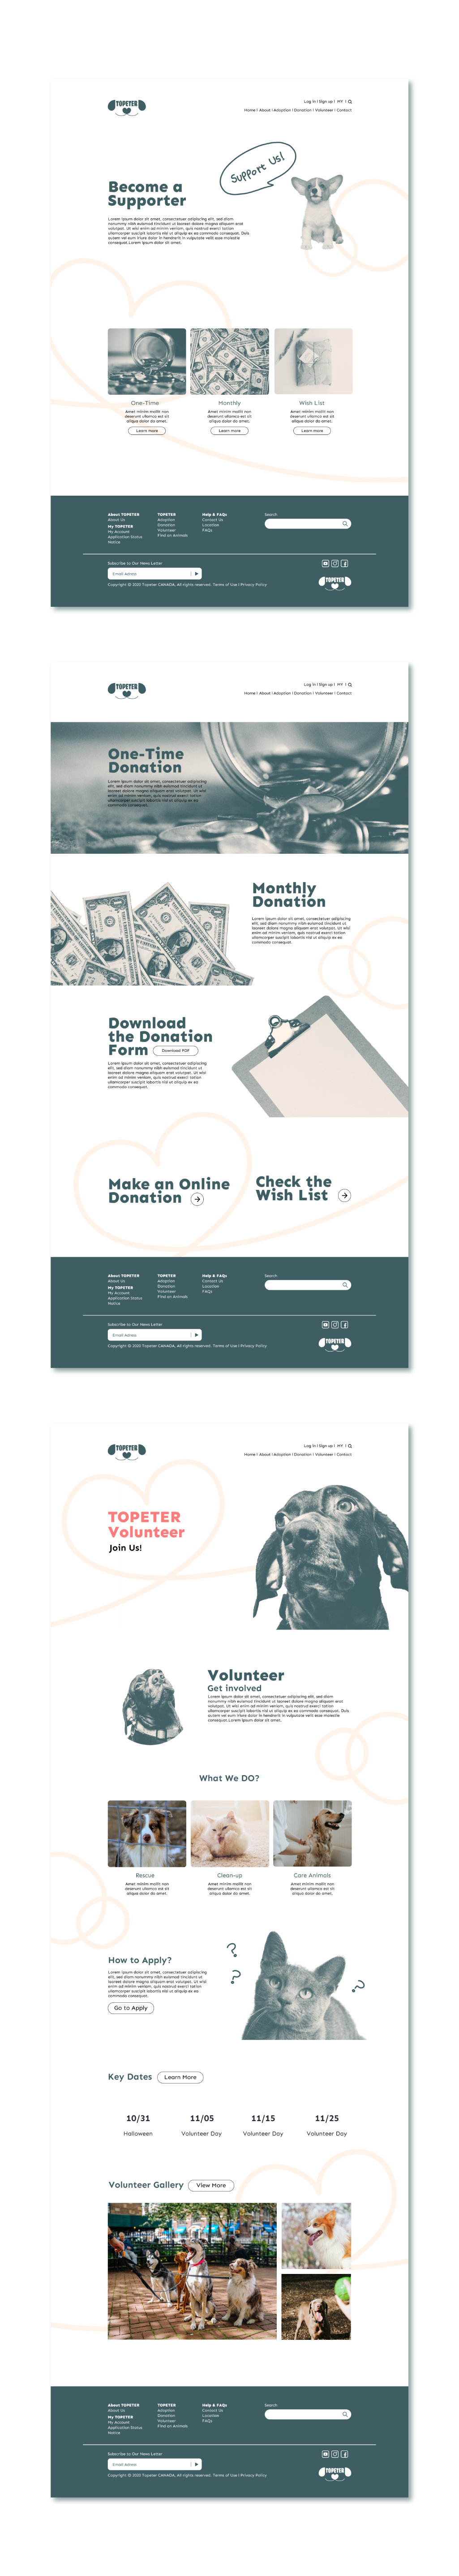 TOPETER
Log In | Sign up | MY |
Home | About | Adoption | Donation | Volunteer | Contact
Support Us!
Become a
Supporter
Lorem ipsum dolor sit amet, consectetuer adipiscing elit, sed diam
nonummy nibh euismod tincidunt ut laoreet dolore magna aliquam erat
volutpat. Ut wisi enim ad minim veniam, quis nostrud exerci tation
ullamcorper suscipit lobortis nisl ut aliquip ex ea commodo consequat. Duis
autem vel eum iriure dolor in hendrerit in vulputate velit esse molestie
consequat.Lorem ipsum dolor sit amet.
One-Time
Amet minim mollit non
deserunt ullamco est sit
aliqua dolor do amet.
Learn more
Monthly
Amet minim mollit non
deserunt ullamco est sit
aliqua dolor do amet.
Learn more
Wish List
Amet minim mollit non
deserunt ullamco est sit
aliqua dolor do amet.
Learn more
About TOPETER
About Us
My TOPETER
My Account
Application Status
Notice
TOPETER
Adoption
Donation
Volunteer
Find an Animals
Help & FAQs
Contact Us
Location
FAQs
Search
Subscribe to Our News Letter
Email Adress
Copyright © 2020 Topeter CANADA, All rights reserved. Terms of Use | Privacy Policy
TOPETER
TOPETER
Log In | Sign up | MY |
Home | About | Adoption | Donation | Volunteer | Contact
One-Time
Donation
Lorem ipsum dolor sit amet, consectetuer adipiscing
elit, sed diam nonummy nibh euismod tincidunt ut
laoreet dolore magna aliquam erat volutpat. Ut wisi
enim ad minim veniam, quis nostrud exerci tation
ullamcorper suscipit lobortis nisl ut aliquip ex ea
commodo consequat.
Monthly
Donation
Lorem ipsum dolor sit amet, consectetuer adipiscing
elit, sed diam nonummy nibh euismod tincidunt ut
laoreet dolore magna aliquam erat volutpat. Ut wisi
enim ad minim veniam, quis nostrud exerci tation
ullamcorper suscipit lobortis nisl ut aliquip ex ea
commodo consequat.
Download
the Donation
Form
Download PDF
Lorem ipsum dolor sit amet, consectetuer adipiscing
elit, sed diam nonummy nibh euismod tincidunt ut
laoreet dolore magna aliquam erat volutpat. Ut wisi
enim ad minim veniam, quis nostrud exerci tation
ullamcorper suscipit lobortis nisl ut aliquip ex ea
commodo consequat.
Make an Online
Donation
Check the
Wish List
About TOPETER
About Us
My TOPETER
My Account
Application Status
Notice
TOPETER
Adoption
Donation
Volunteer
Find an Animals
Help & FAQs
Contact Us
Location
FAQs
Search
Subscribe to Our News Letter
Email Adress
Copyright © 2020 Topeter CANADA, All rights reserved. Terms of Use | Privacy Policy
TOPETER
TOPETER
Log In | Sign up | MY |
Home | About | Adoption | Donation | Volunteer | Contact
TOPETER
Volunteer
Join Us!
Volunteer
Get involved
Lorem ipsum dolor sit amet, consectetuer adipiscing elit, sed diam
nonummy nibh euismod tincidunt ut laoreet dolore magna aliquam erat
volutpat. Ut wisi enim ad minim veniam, quis nostrud exerci tation
ullamcorper suscipit lobortis nisl ut aliquip ex ea commodo consequat. Duis
autem vel eum iriure dolor in hendrerit in vulputate velit esse molestie
consequat.Lorem ipsum dolor sit amet.
What We DO?
Rescue
Amet minim mollit non
deserunt ullamco est sit
aliqua dolor do amet.
Clean-up
Amet minim mollit non
deserunt ullamco est sit
aliqua dolor do amet.
Care Animals
Amet minim mollit non
deserunt ullamco est sit
aliqua dolor do amet.
How to Apply?
Lorem ipsum dolor sit amet, consectetuer adipiscing
elit, sed diam nonummy nibh euismod tincidunt ut
laoreet dolore magna aliquam erat volutpat. Ut wisi
enim ad minim veniam, quis nostrud exerci tation
ullamcorper suscipit lobortis nisl ut aliquip ex ea
commodo consequat.
Go to Apply
? ? ?
Key Dates
Learn More
10/31
Halloween
11/05
Volunteer Day
11/15
Volunteer Day
11/25
Volunteer Day
Volunteer Gallery
View More
About TOPETER
About Us
My TOPETER
My Account
Application Status
Notice
TOPETER
Adoption
Donation
Volunteer
Find an Animals
Help & FAQs
Contact Us
Location
FAQs
Search
Subscribe to Our News Letter
Email Adress
Copyright © 2020 Topeter CANADA, All rights reserved. Terms of Use | Privacy Policy
TOPETER